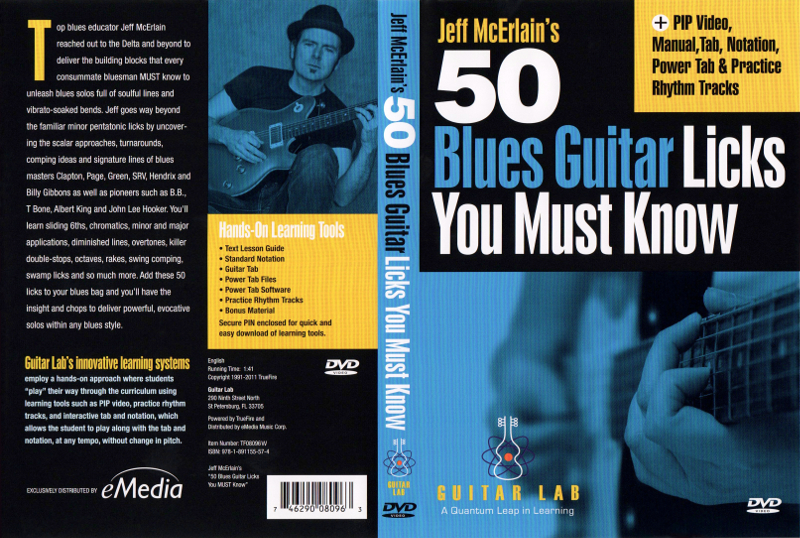 Top blues educator Jeff McErlain
reached out to the Delta and beyond to
deliver the building blocks that every
consummate bluesman MUST know to
unleash blues solos full of soulful lines and
vibrato-soaked bends. Jeff goes way beyond
the familiar minor pentatonic licks by uncover-
ing the scalar approaches, turnarounds,
comping ideas and signature lines of blues
masters Clapton, Page, Green, SRV, Hendrix and
Billy Gibbons as well as pioneers such as B.B.,
T Bone, Albert King and John Lee Hooker. You'll
learn sliding 6ths, chromatics, minor and major
applications, diminished lines, overtones, killer
double-stops, octaves, rakes, swing comping,
swamp licks and so much more. Add these 50
licks to your blues bag and you'll have the
insight and chops to deliver powerful, evocative
solos within any blues style.
Guitar Lab's innovative learning systems
employ a hands-on approach where students
"play" their way through the curriculum using
learning tools such as PIP video, practice rhythm
tracks, and interactive tab and notation, which
allows the student to play along with the tab and
notation, at any tempo, without change in pitch.
EXCLUSIVELY DISTRIBUTED BY eMedia
Hands-On Learning Tools
• Text Lesson Guide
• Standard Notation
• Guitar Tab
• Power Tab Files
• Power Tab Software
• Practice Rhythm Tracks
• Bonus Material
Secure PIN enclosed for quick and
easy download of learning tools.
English
Running Time: 1:41
Copyright 1991-2011 TrueFire
DVD
VIDEO
Guitar Lab
290 Ninth Street North
St Petersburg, FL 33705
Powered by TrueFire and
Distributed by eMedia Music Corp.
Item Number: TF08096W
ISBN: 978-1-891155-57-4
Jeff McErlain's
"50 Blues Guitar Licks
You MUST Know"
7 46290 08096 3
Jeff McErlain's 50 Blues Guitar Licks You Must Know
GUITAR
LAB
DVD
VIDEO
Jeff McErlain's
50
Blues Guitar Licks
You Must Know
+ PIP Video,
Manual,Tab, Notation,
Power Tab & Practice
Rhythm Tracks
GUITAR LAB
A Quantum Leap in Learning
DVD
VIDEO